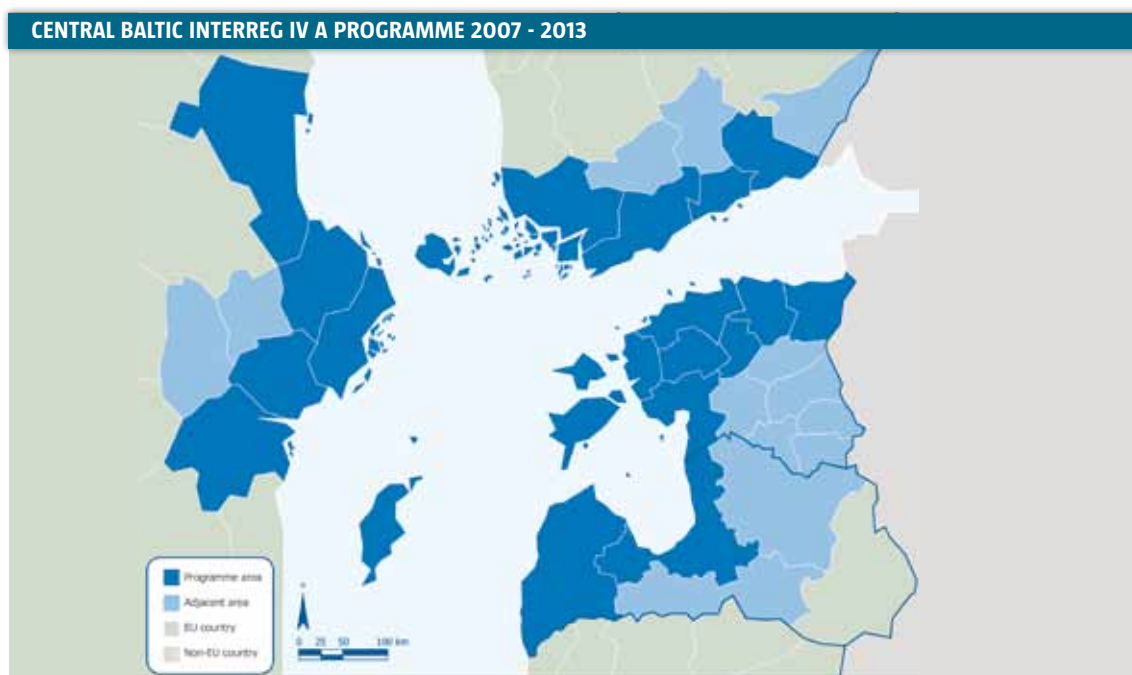 CENTRAL BALTIC INTERREG IV A PROGRAMME 2007 - 2013
Programme area
Adjacent area
EU country
Non-EU country
0 25 50 100 km